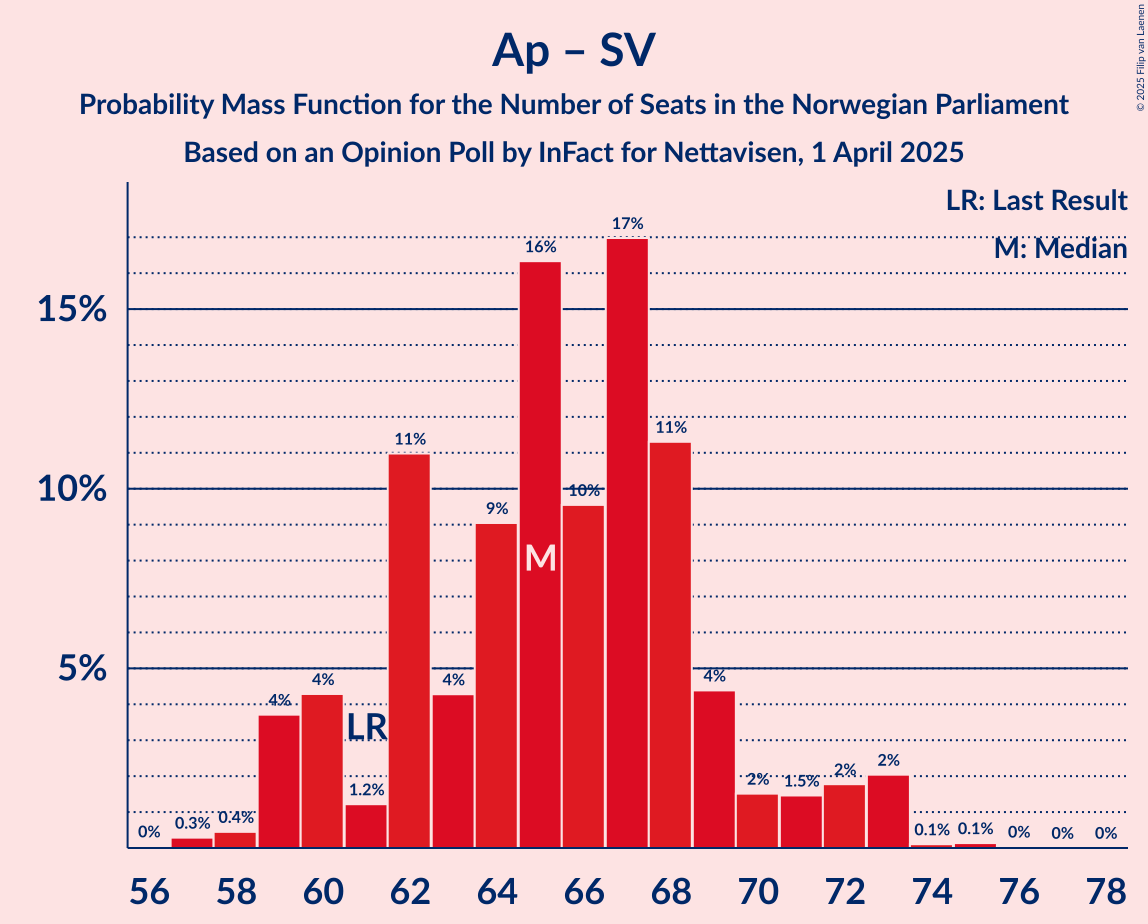 Ap – SV
Probability Mass Function for the Number of Seats in the Norwegian Parliament
Based on an Opinion Poll by InFact for Nettavisen, 1 April 2025
© 2025 Filip van Laenen
LR: Last Result
M: Median
15%
10%
5%
0%
0.3%
0.4%
4%
4%
LR
1.2%
11%
4%
9%
16%
M
10%
17%
11%
4%
2%
1.5%
2%
2%
0.1%
0.1%
0%
0%
0%
56 58 60 62 64 66 68 70 72 74 76 78